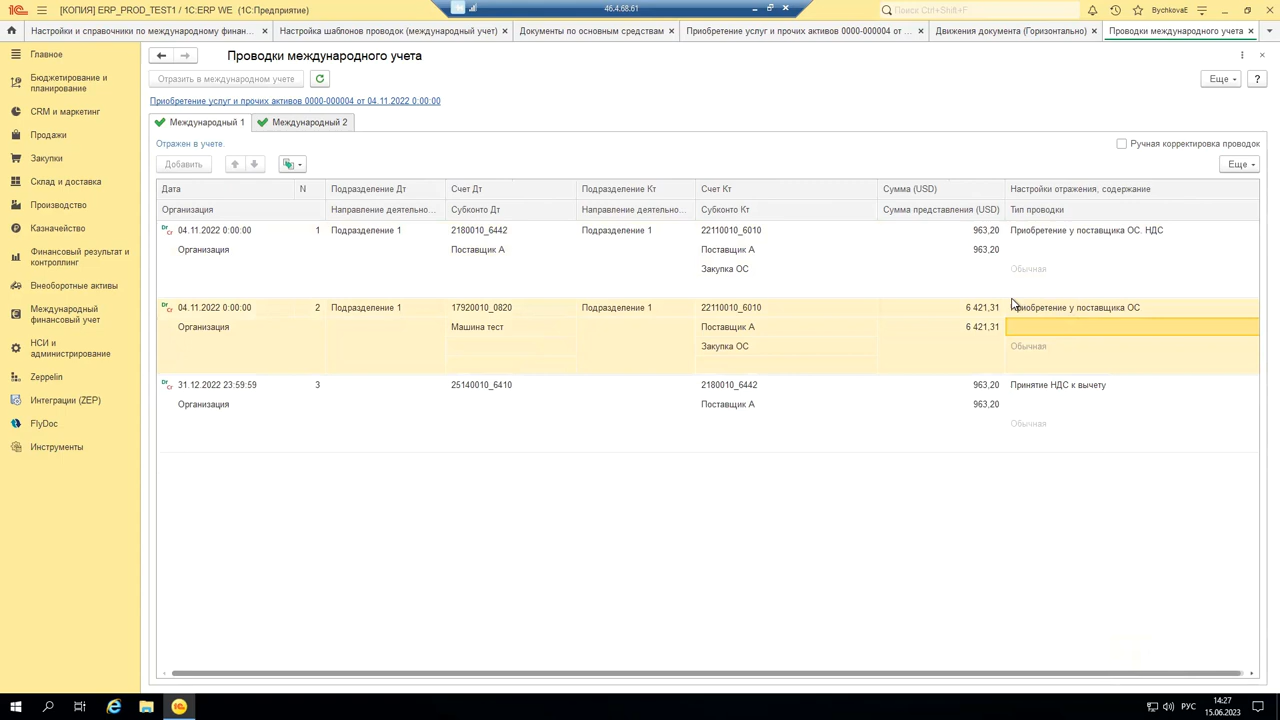 [КОПИЯ] ERP_PROD_TEST1 / 1C:ERP WE (1С:Предприятие)
46.4.68.61
Поиск Ctrl+Shift+F
BychkovaE
Настройки и справочники по международному финан...
Настройка шаблонов проводок (международный учет)
Документы по основным средствам
Приобретение услуг и прочих активов 0000-000004 от ...
Движения документа (Горизонтально)
Проводки международного учета
Главное
Бюджетирование и
планирование
CRM и маркетинг
Продажи
Закупки
Склад и доставка
Производство
Казначейство
Финансовый результат и
контроллинг
Внеоборотные активы
Международный
финансовый учет
НСИ и
администрирование
Zeppelin
Интеграции (ZEP)
FlyDoc
Инструменты
Проводки международного учета
Отразить в международном учете
Еще
?
Приобретение услуг и прочих активов 0000-000004 от 04.11.2022 0:00:00
Международный 1
Международный 2
Отражен в учете.
Ручная корректировка проводок
Добавить
Еще
Дата N Подразделение Дт Счет Дт Подразделение Кт Счет Кт Сумма (USD) Настройки отражения, содержание
Организация Направление деятельно... Субконто Дт Направление деятельно... Субконто Кт Сумма представления (USD) Тип проводки
04.11.2022 0:00:00 1 Подразделение 1 2180010_6442 Подразделение 1 22110010_6010 963,20 Приобретение у поставщика ОС. НДС
Организация Поставщик А Поставщик А 963,20
Закупка ОС Обычная
04.11.2022 0:00:00 2 Подразделение 1 17920010_0820 Подразделение 1 22110010_6010 6 421,31 Приобретение у поставщика ОС
Организация Машина тест Поставщик А 6 421,31
Закупка ОС Обычная
31.12.2022 23:59:59 3 25140010_6410 2180010_6442 963,20 Принятие НДС к вычету
Организация Поставщик А 963,20
Обычная
РУС
14:27
15.06.2023